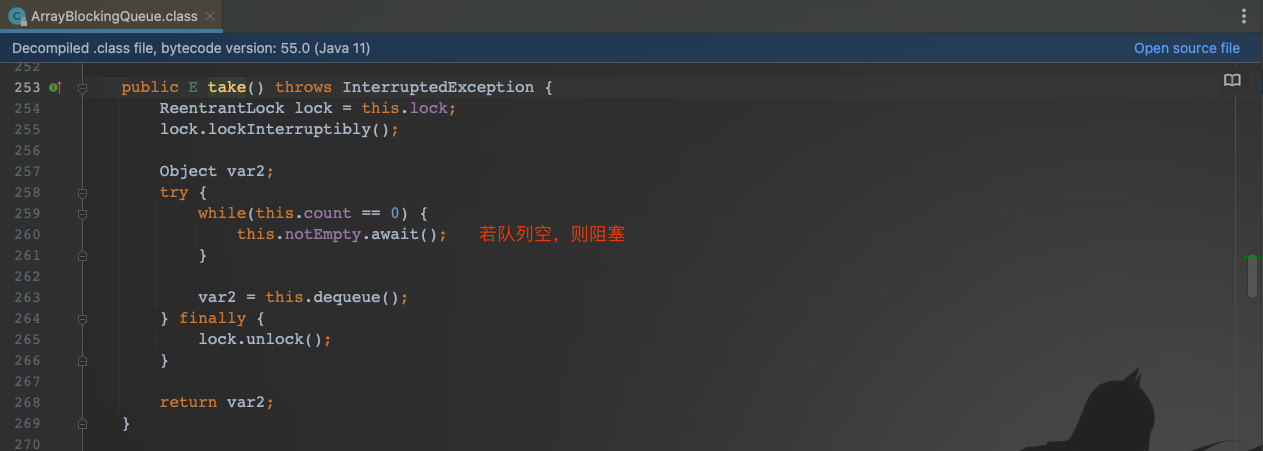 ArrayBlockingQueue.class
Decompiled .class file, bytecode version: 55.0 (Java 11) Open source file
252
253 public E take() throws InterruptedException {
254 ReentrantLock lock = this.lock;
255 lock.lockInterruptibly();
256
257 Object var2;
258 try {
259 while(this.count == 0) {
260 this.notEmpty.await(); 若队列空，则阻塞
261 }
262
263 var2 = this.dequeue();
264 } finally {
265 lock.unlock();
266 }
267
268 return var2;
269 }
270